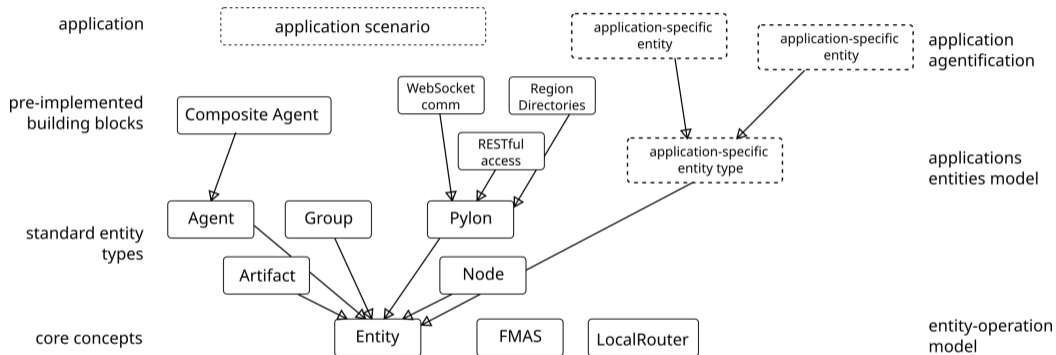 application
application scenario
application-specific
entity
application-specific
entity
application
agentification
pre-implemented
building blocks
Composite Agent
WebSocket
comm
Region
Directories
RESTful
access
application-specific
entity type
applications
entities model
standard entity
types
Agent
Group
Pylon
Artifact
Node
core concepts
Entity
FMAS
LocalRouter
entity-operation
model